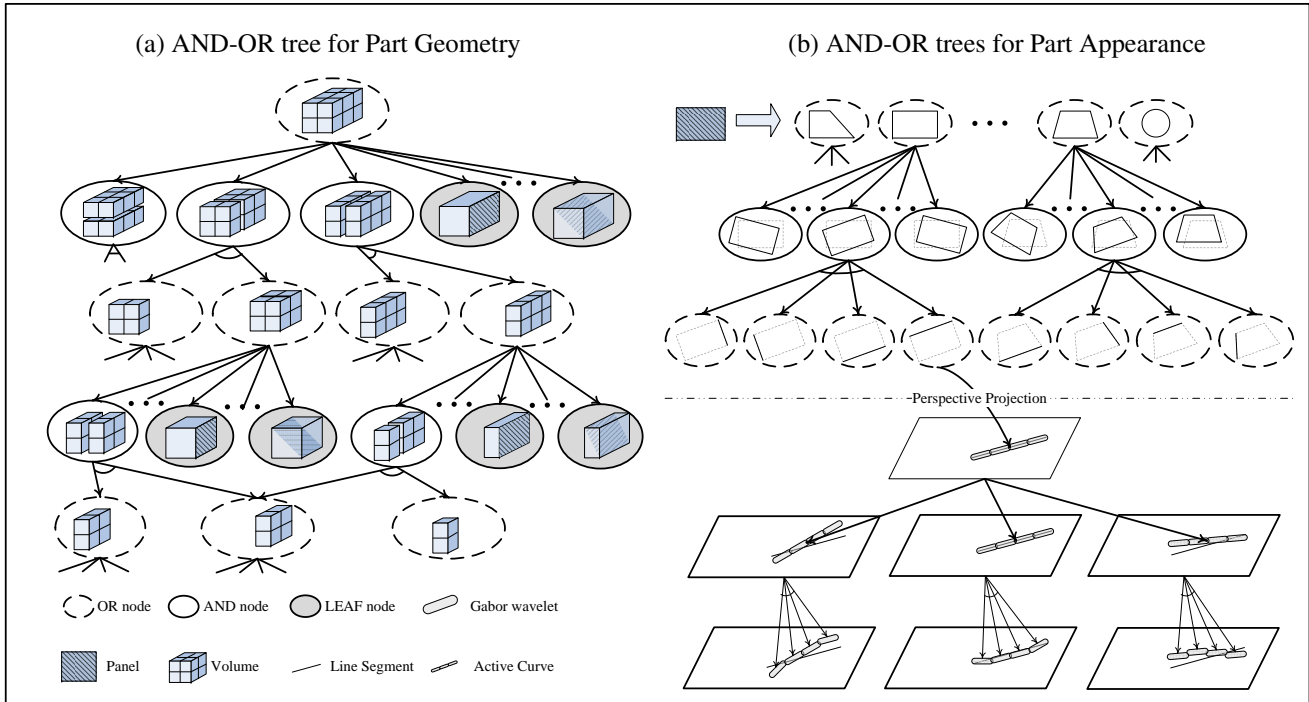 (a) AND-OR tree for Part Geometry
(b) AND-OR trees for Part Appearance
Perspective Projection
OR node
AND node
LEAF node
Gabor wavelet
Panel
Volume
Line Segment
Active Curve